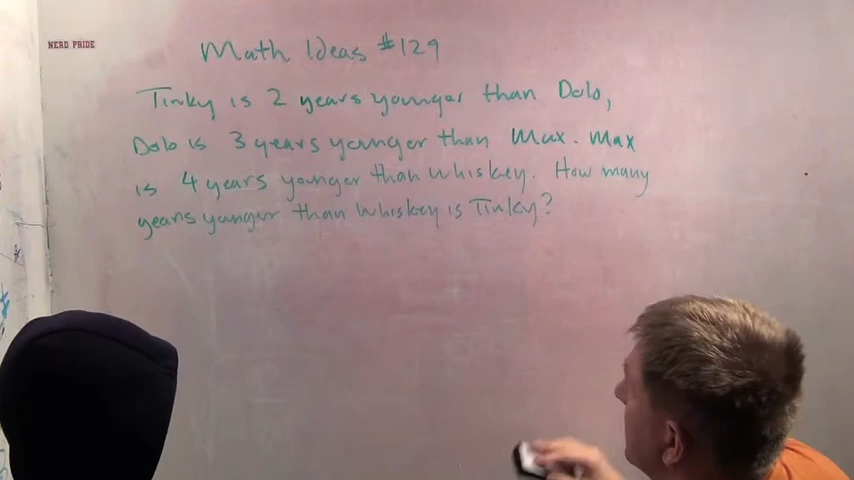 NERD PRIDE
Math Ideas #129
Tinky is 2 years younger than Dolo,
Dolo is 3 years younger than Max. Max
is 4 years younger than Whiskey. How many
years younger than Whiskey is Tinky?